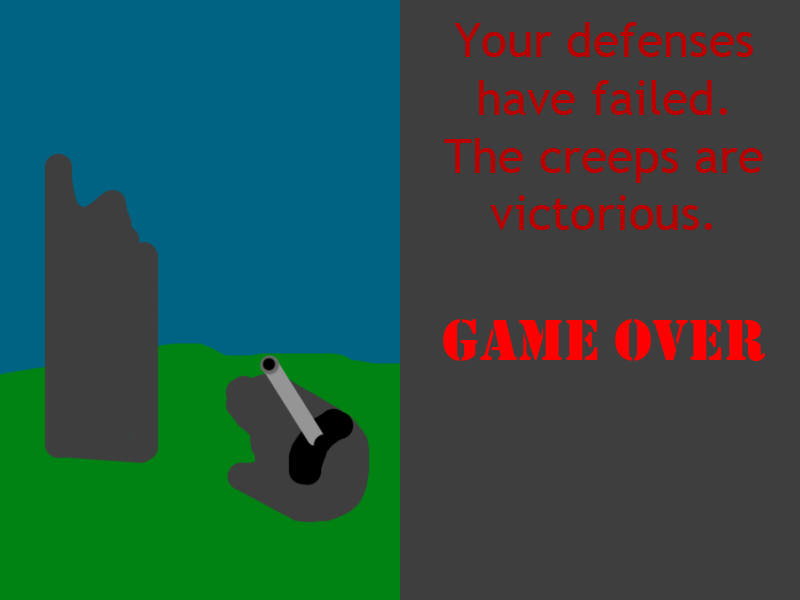 Your defenses
have failed.
The creeps are
victorious.
GAME OVER